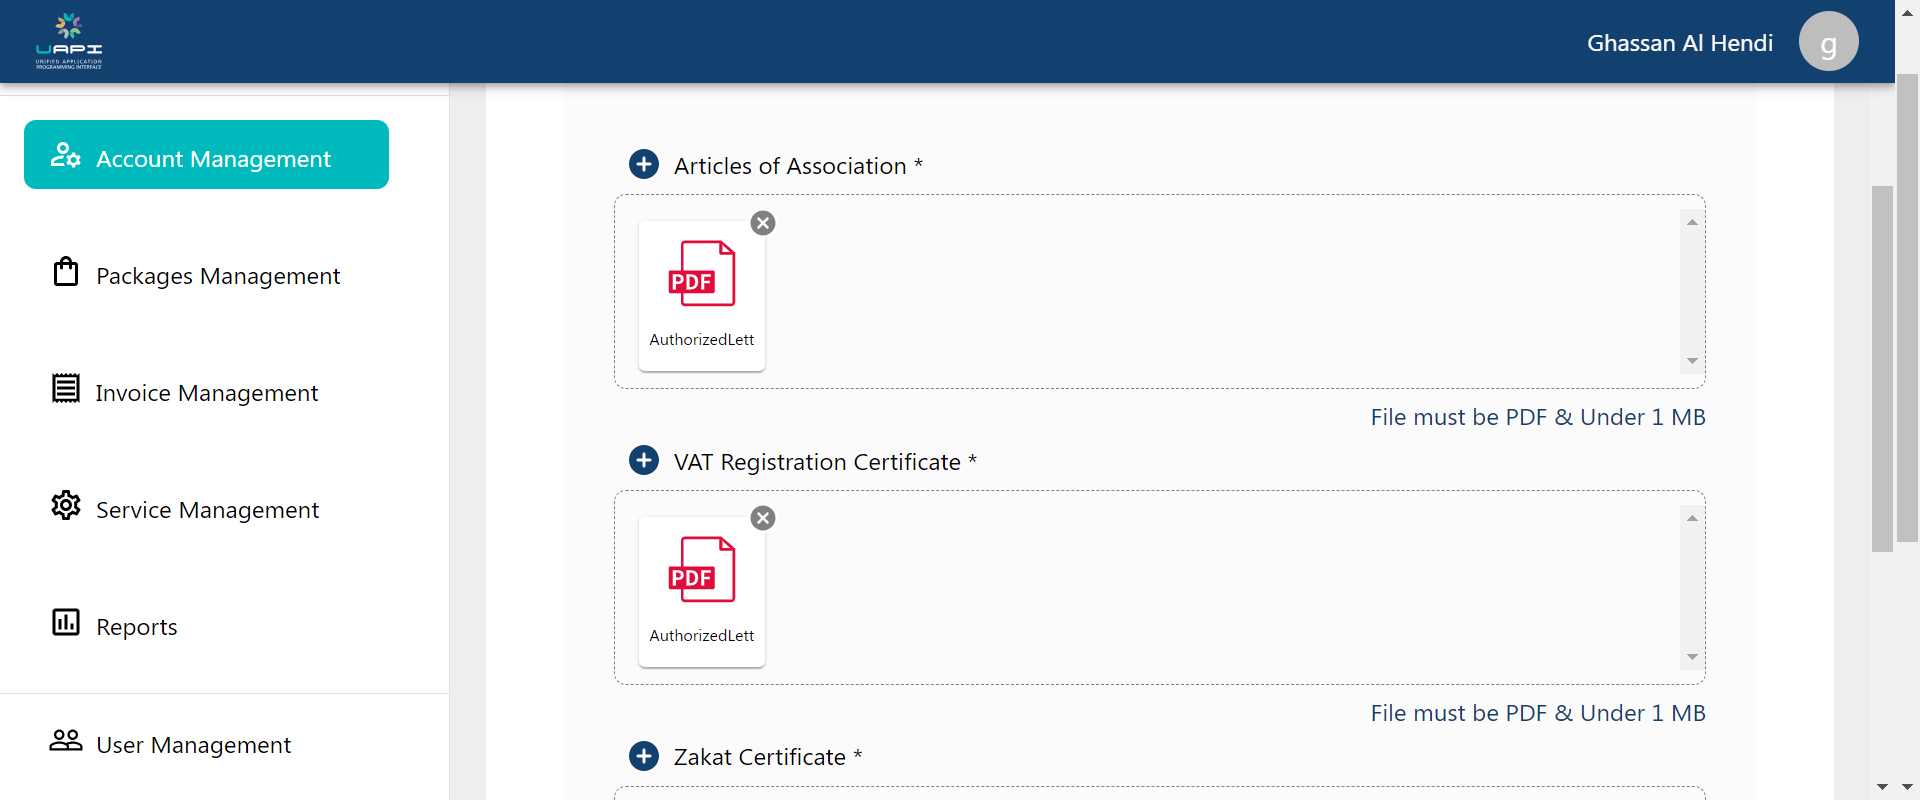 UAPI
UNIFIED APPLICATION
PROGRAMMING INTERFACE
Ghassan Al Hendi
g
Account Management
Packages Management
Invoice Management
Service Management
Reports
User Management
Articles of Association *
PDF
AuthorizedLett
File must be PDF & Under 1 MB
VAT Registration Certificate *
PDF
AuthorizedLett
File must be PDF & Under 1 MB
Zakat Certificate *